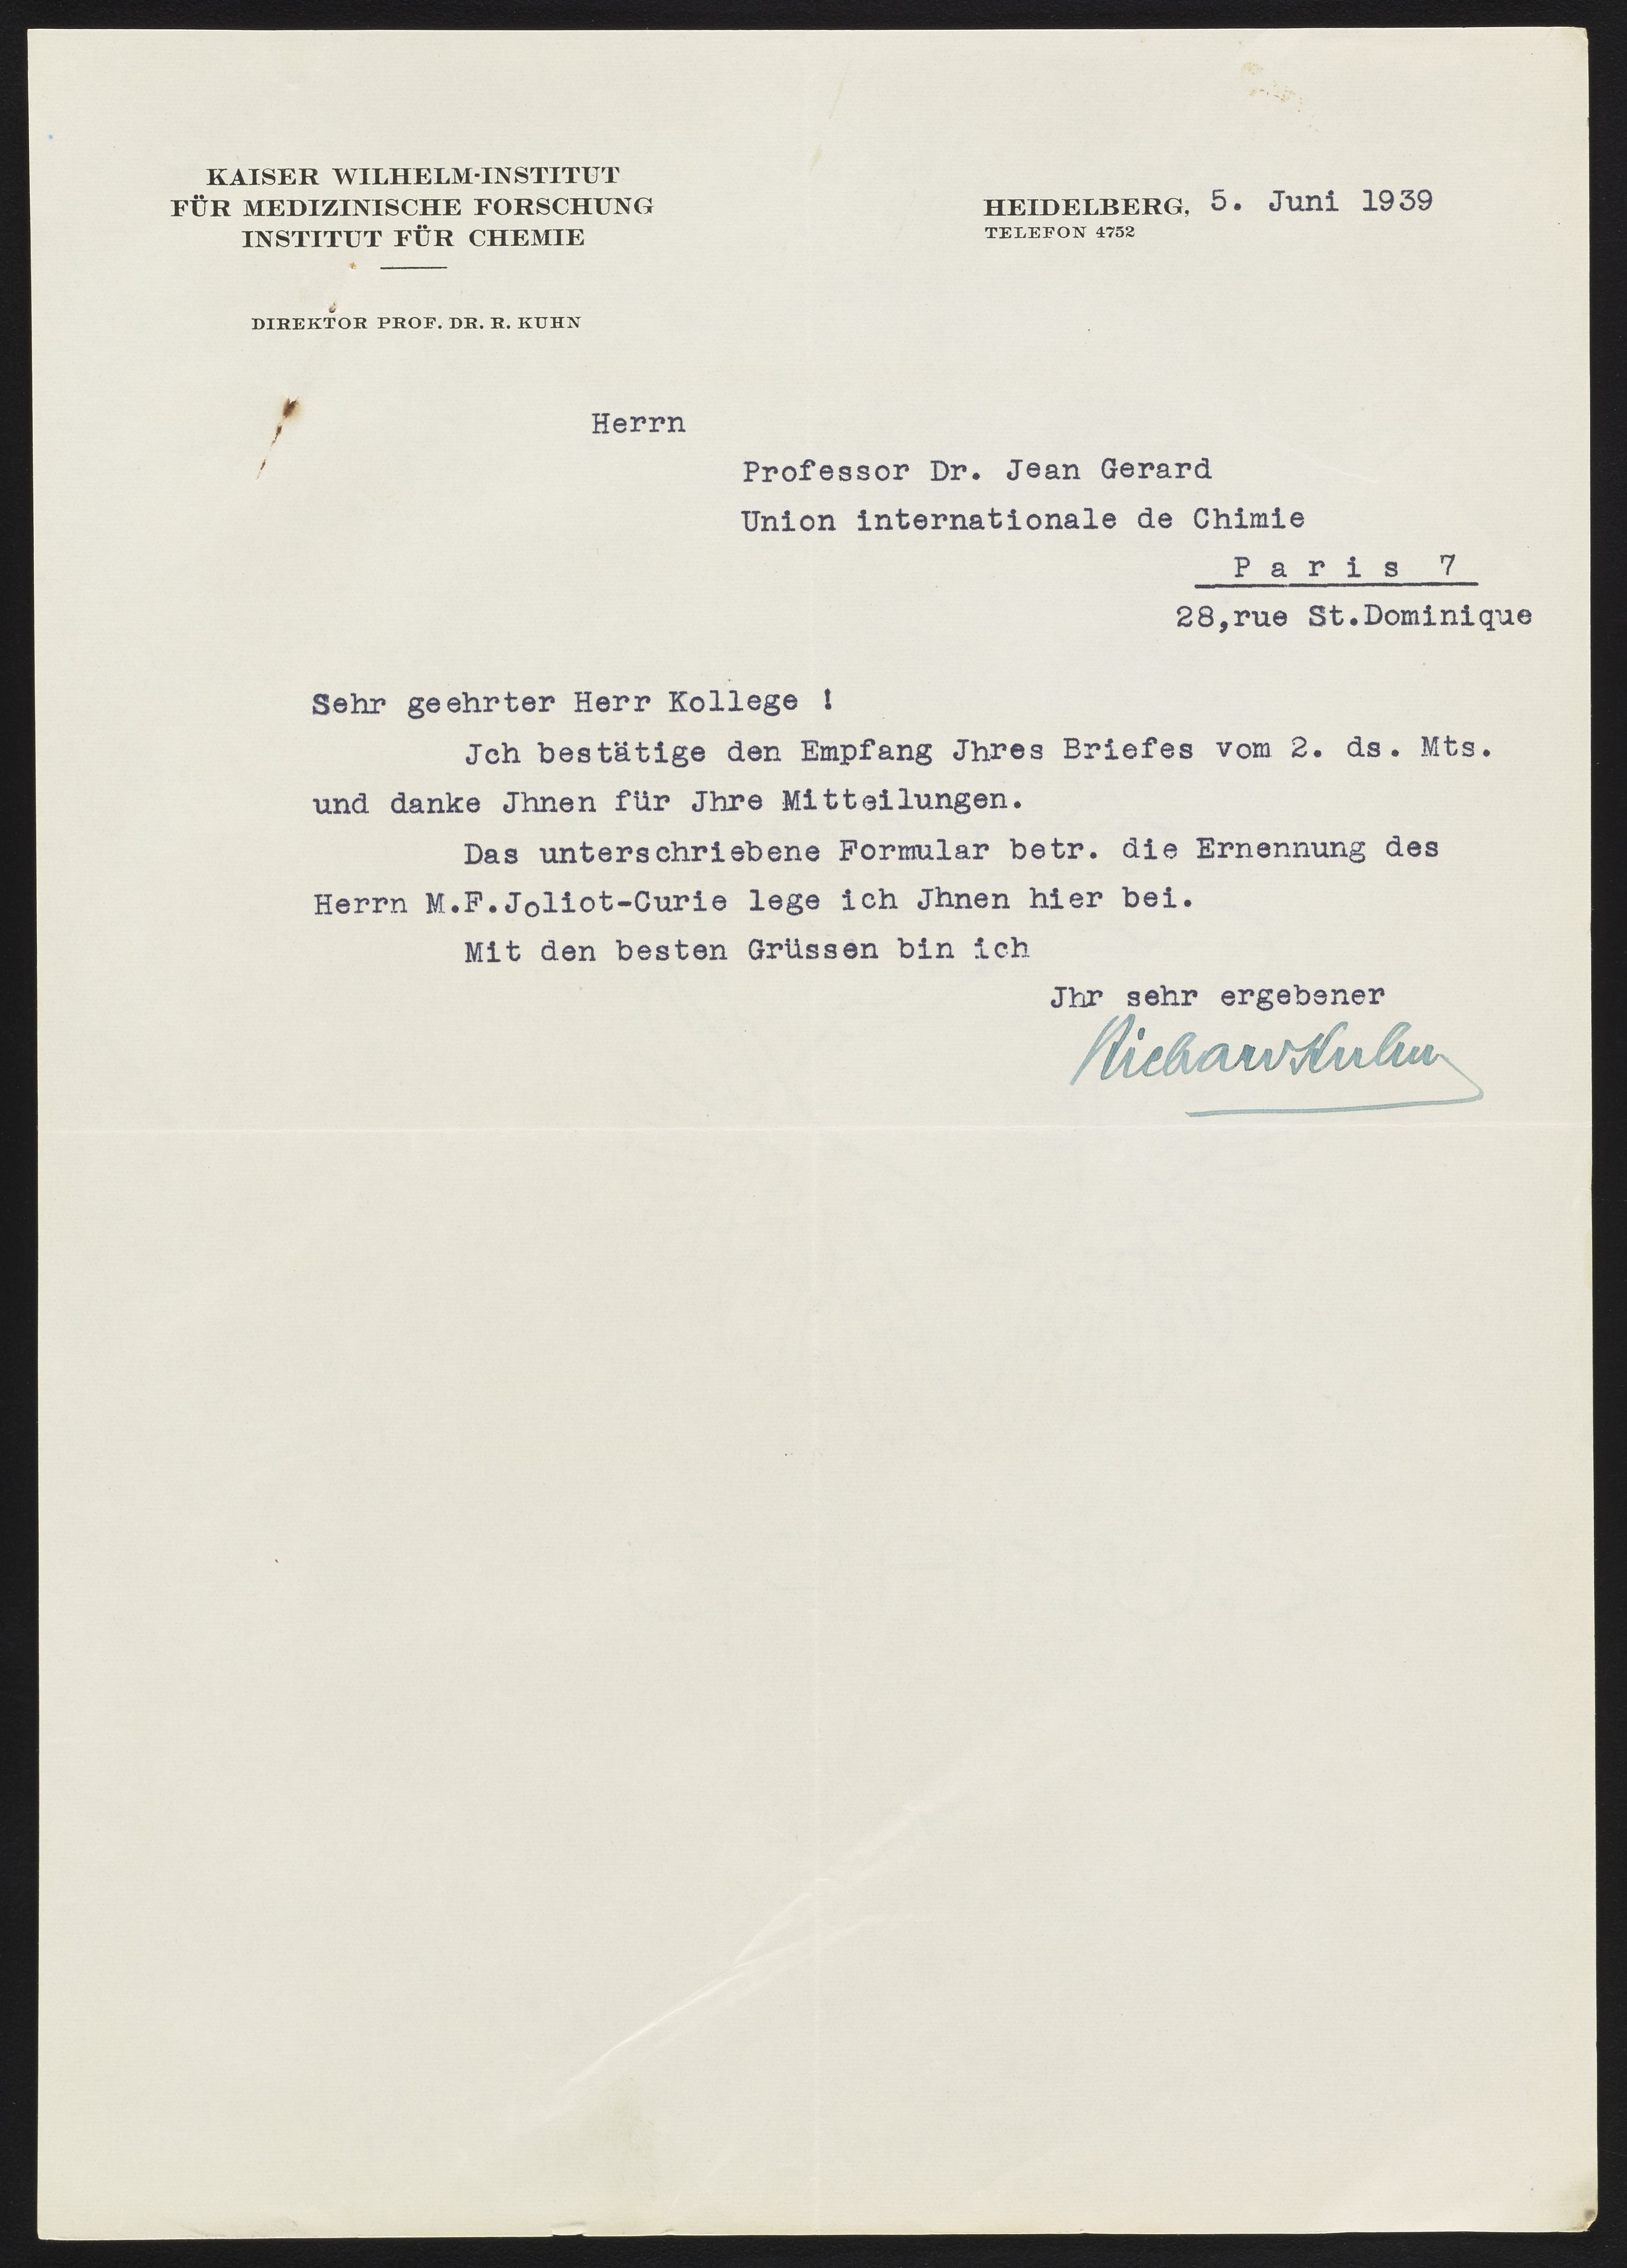 KAISER WILHELM-INSTITUT
FÜR MEDIZINISCHE FORSCHUNG
INSTITUT FÜR CHEMIE
DIREKTOR PROF. DR. R. KUHN
HEIDELBERG, 5. Juni 1939
TELEFON 4752
Herrn
Professor Dr. Jean Gerard
Union internationale de Chimie
P a r i s 7
28,rue St.Dominique
Sehr geehrter Herr Kollege !
Jch bestätige den Empfang Jhres Briefes vom 2. ds. Mts.
und danke Jhnen für Jhre Mitteilungen.
Das unterschriebene Formular betr. die Ernennung des
Herrn M.F.Joliot-Curie lege ich Jhnen hier bei.
Mit den besten Grüssen bin ich
Jhr sehr ergebener
Richard Kuhn